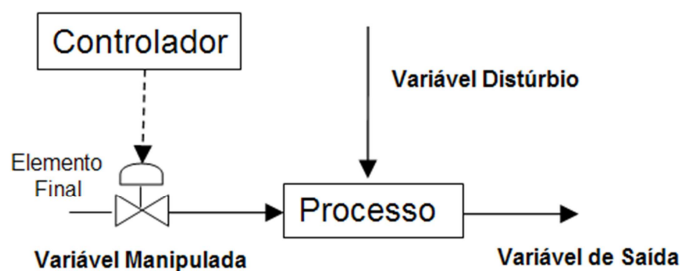 Controlador
Variável Distúrbio
Elemento
Final
Processo
Variável Manipulada
Variável de Saída